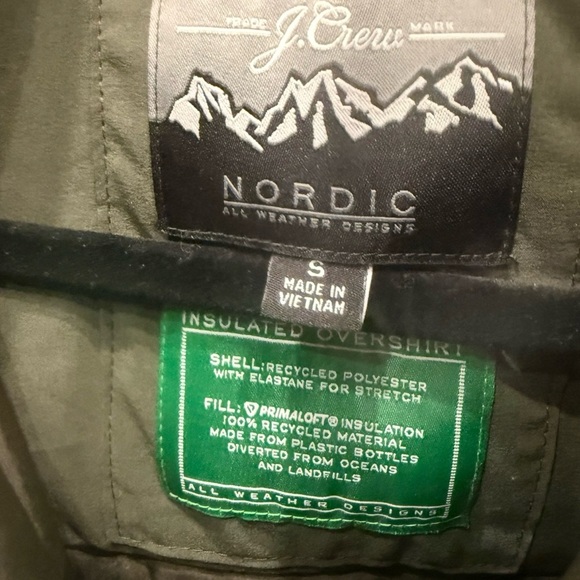 TRADE J.Crew MARK
NORDIC
ALL WEATHER DESIGNS
S
MADE IN
VIETNAM
INSULATED OVERSHIRT
SHELL: RECYCLED POLYESTER
WITH ELASTANE FOR STRETCH
FILL: PRIMALOFT® INSULATION
100% RECYCLED MATERIAL
MADE FROM PLASTIC BOTTLES
DIVERTED FROM OCEANS
AND LANDFILLS
ALL WEATHER DESIGNS